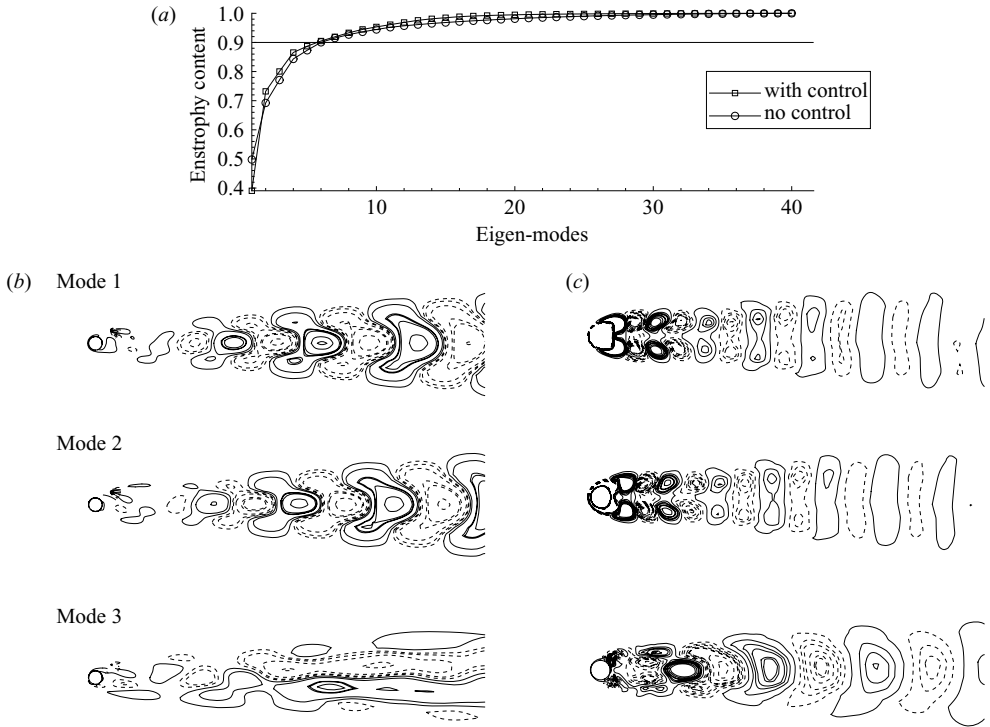 (a)
1.0
0.9
0.8
0.7
0.6
0.5
0.4
Enstrophy content
with control
no control
10
20
30
40
Eigen-modes
(b)
Mode 1
(c)
Mode 2
Mode 3